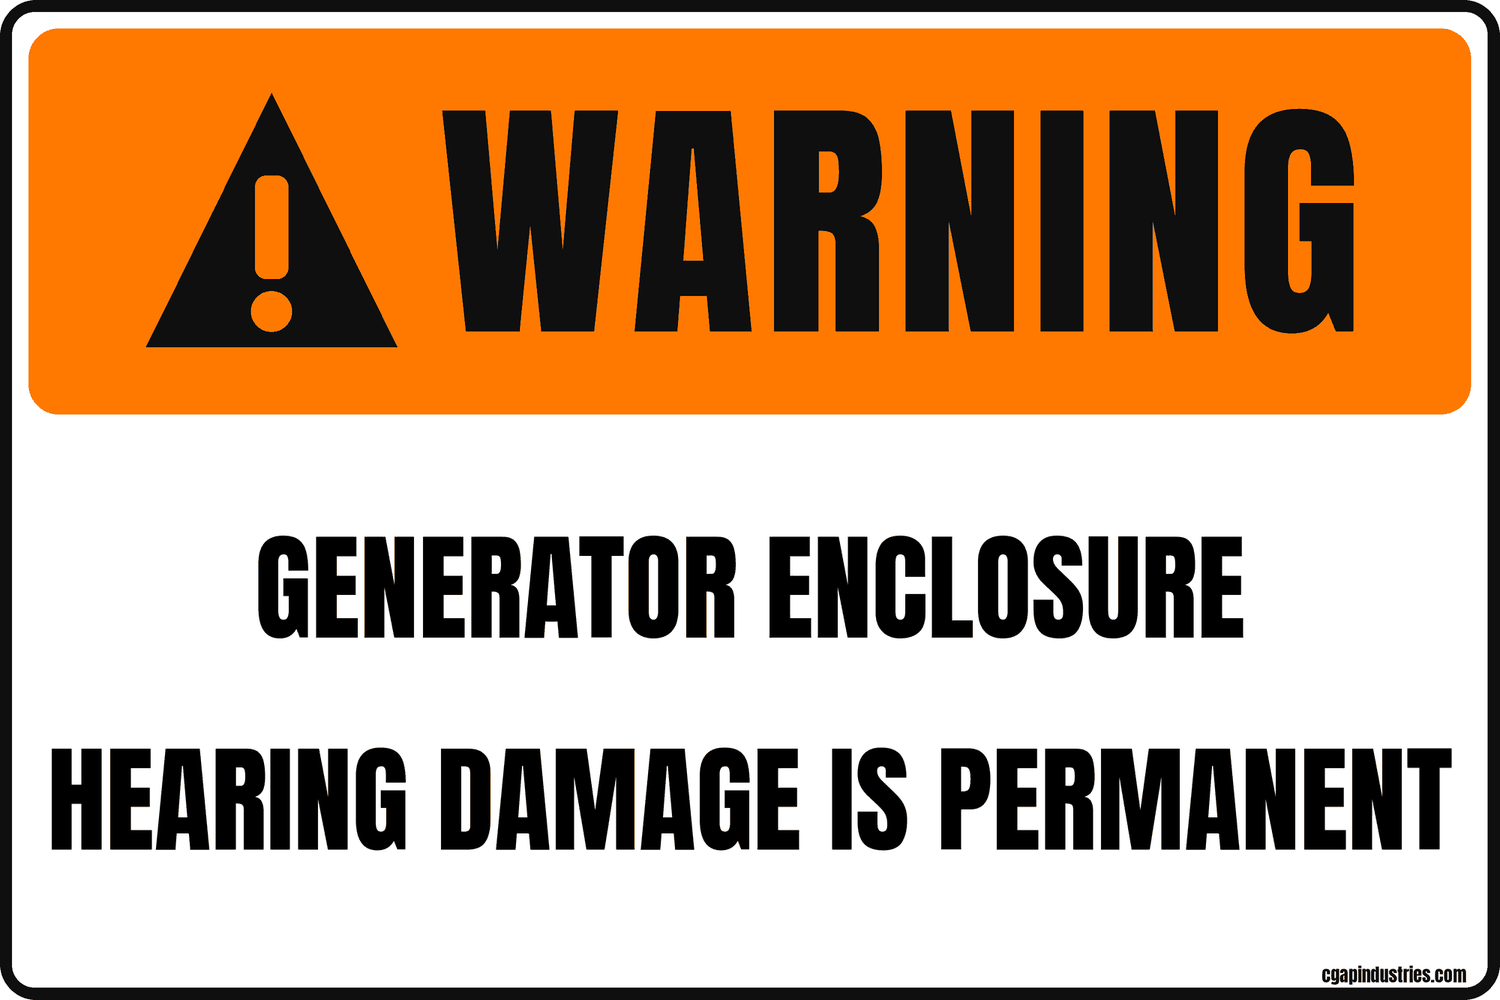 WARNING
GENERATOR ENCLOSURE
HEARING DAMAGE IS PERMANENT
cgapindustries.com